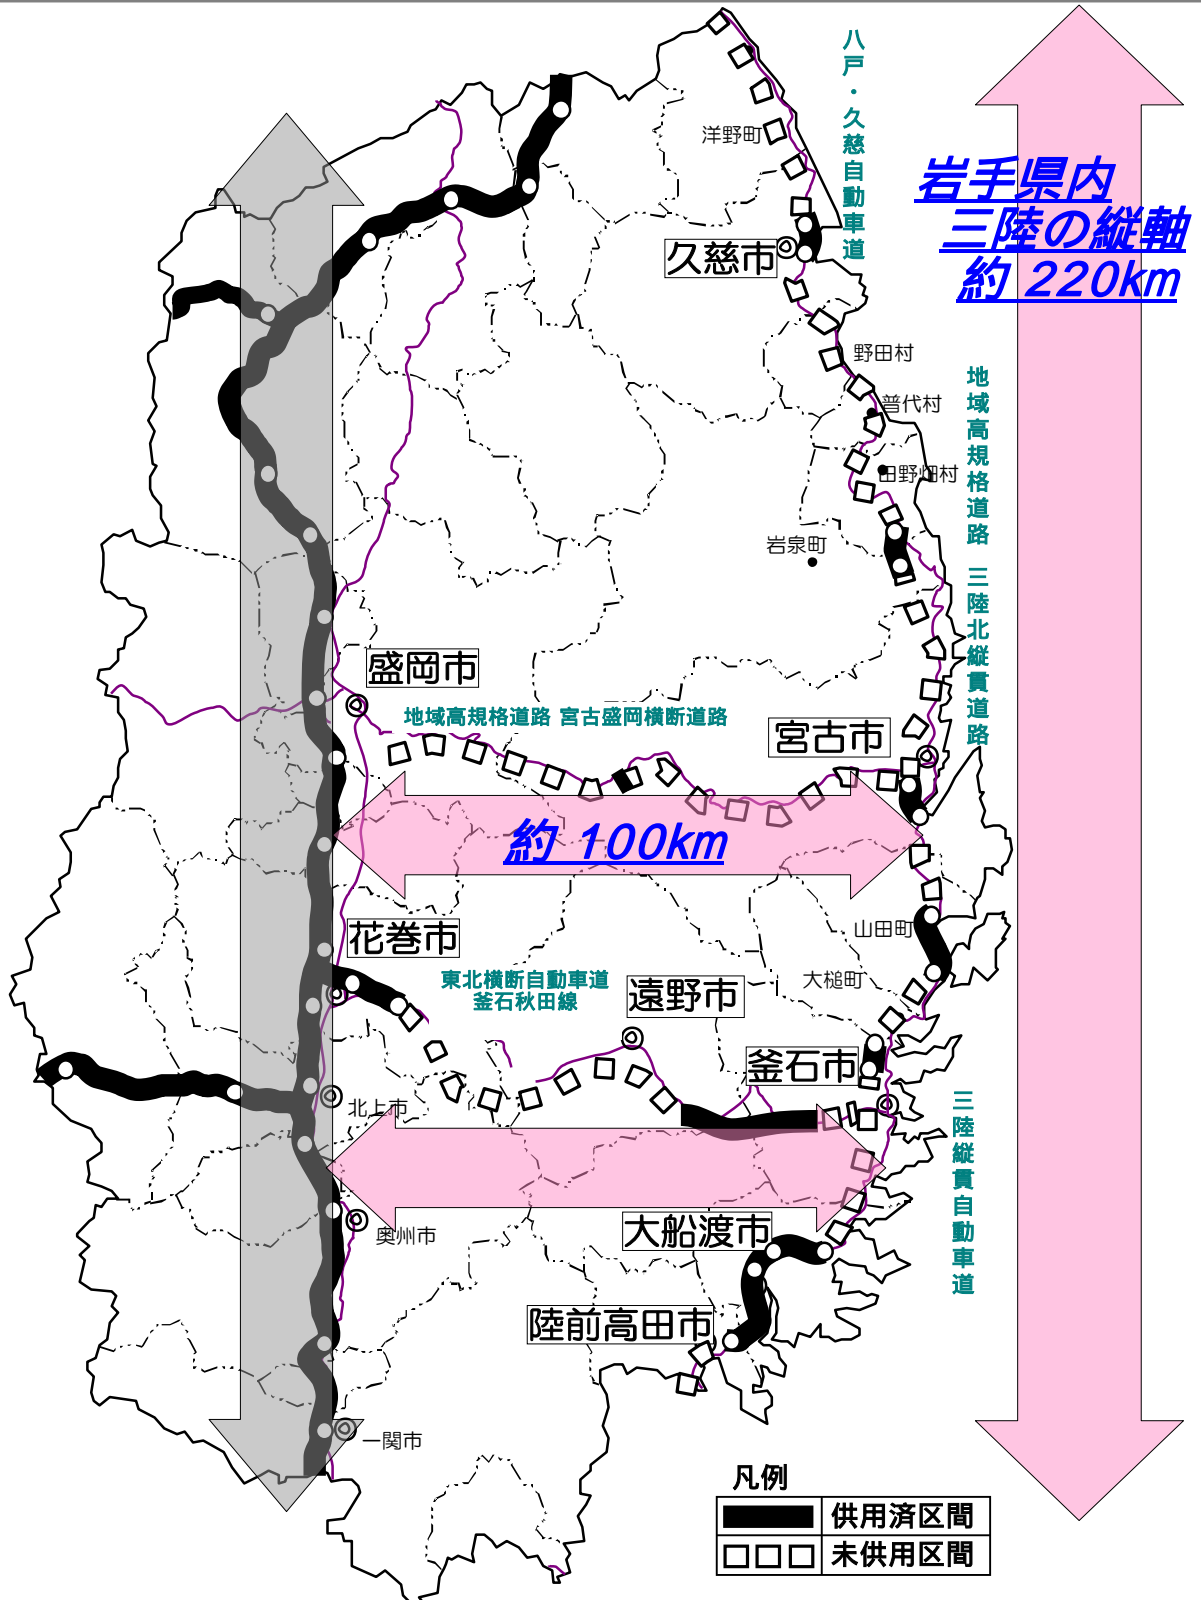 八戸・久慈自動車道
洋野町
岩手県内
三陸の縦軸
約 220km
久慈市
野田村
地域高規格道路 三陸北縦貫道路
普代村
田野畑村
岩泉町
盛岡市
地域高規格道路 宮古盛岡横断道路
宮古市
約 100km
花巻市
山田町
東北横断自動車道
釜石秋田線
遠野市
大槌町
釜石市
北上市
三陸縦貫自動車道
奥州市
大船渡市
陸前高田市
一関市
凡例
供用済区間
未供用区間